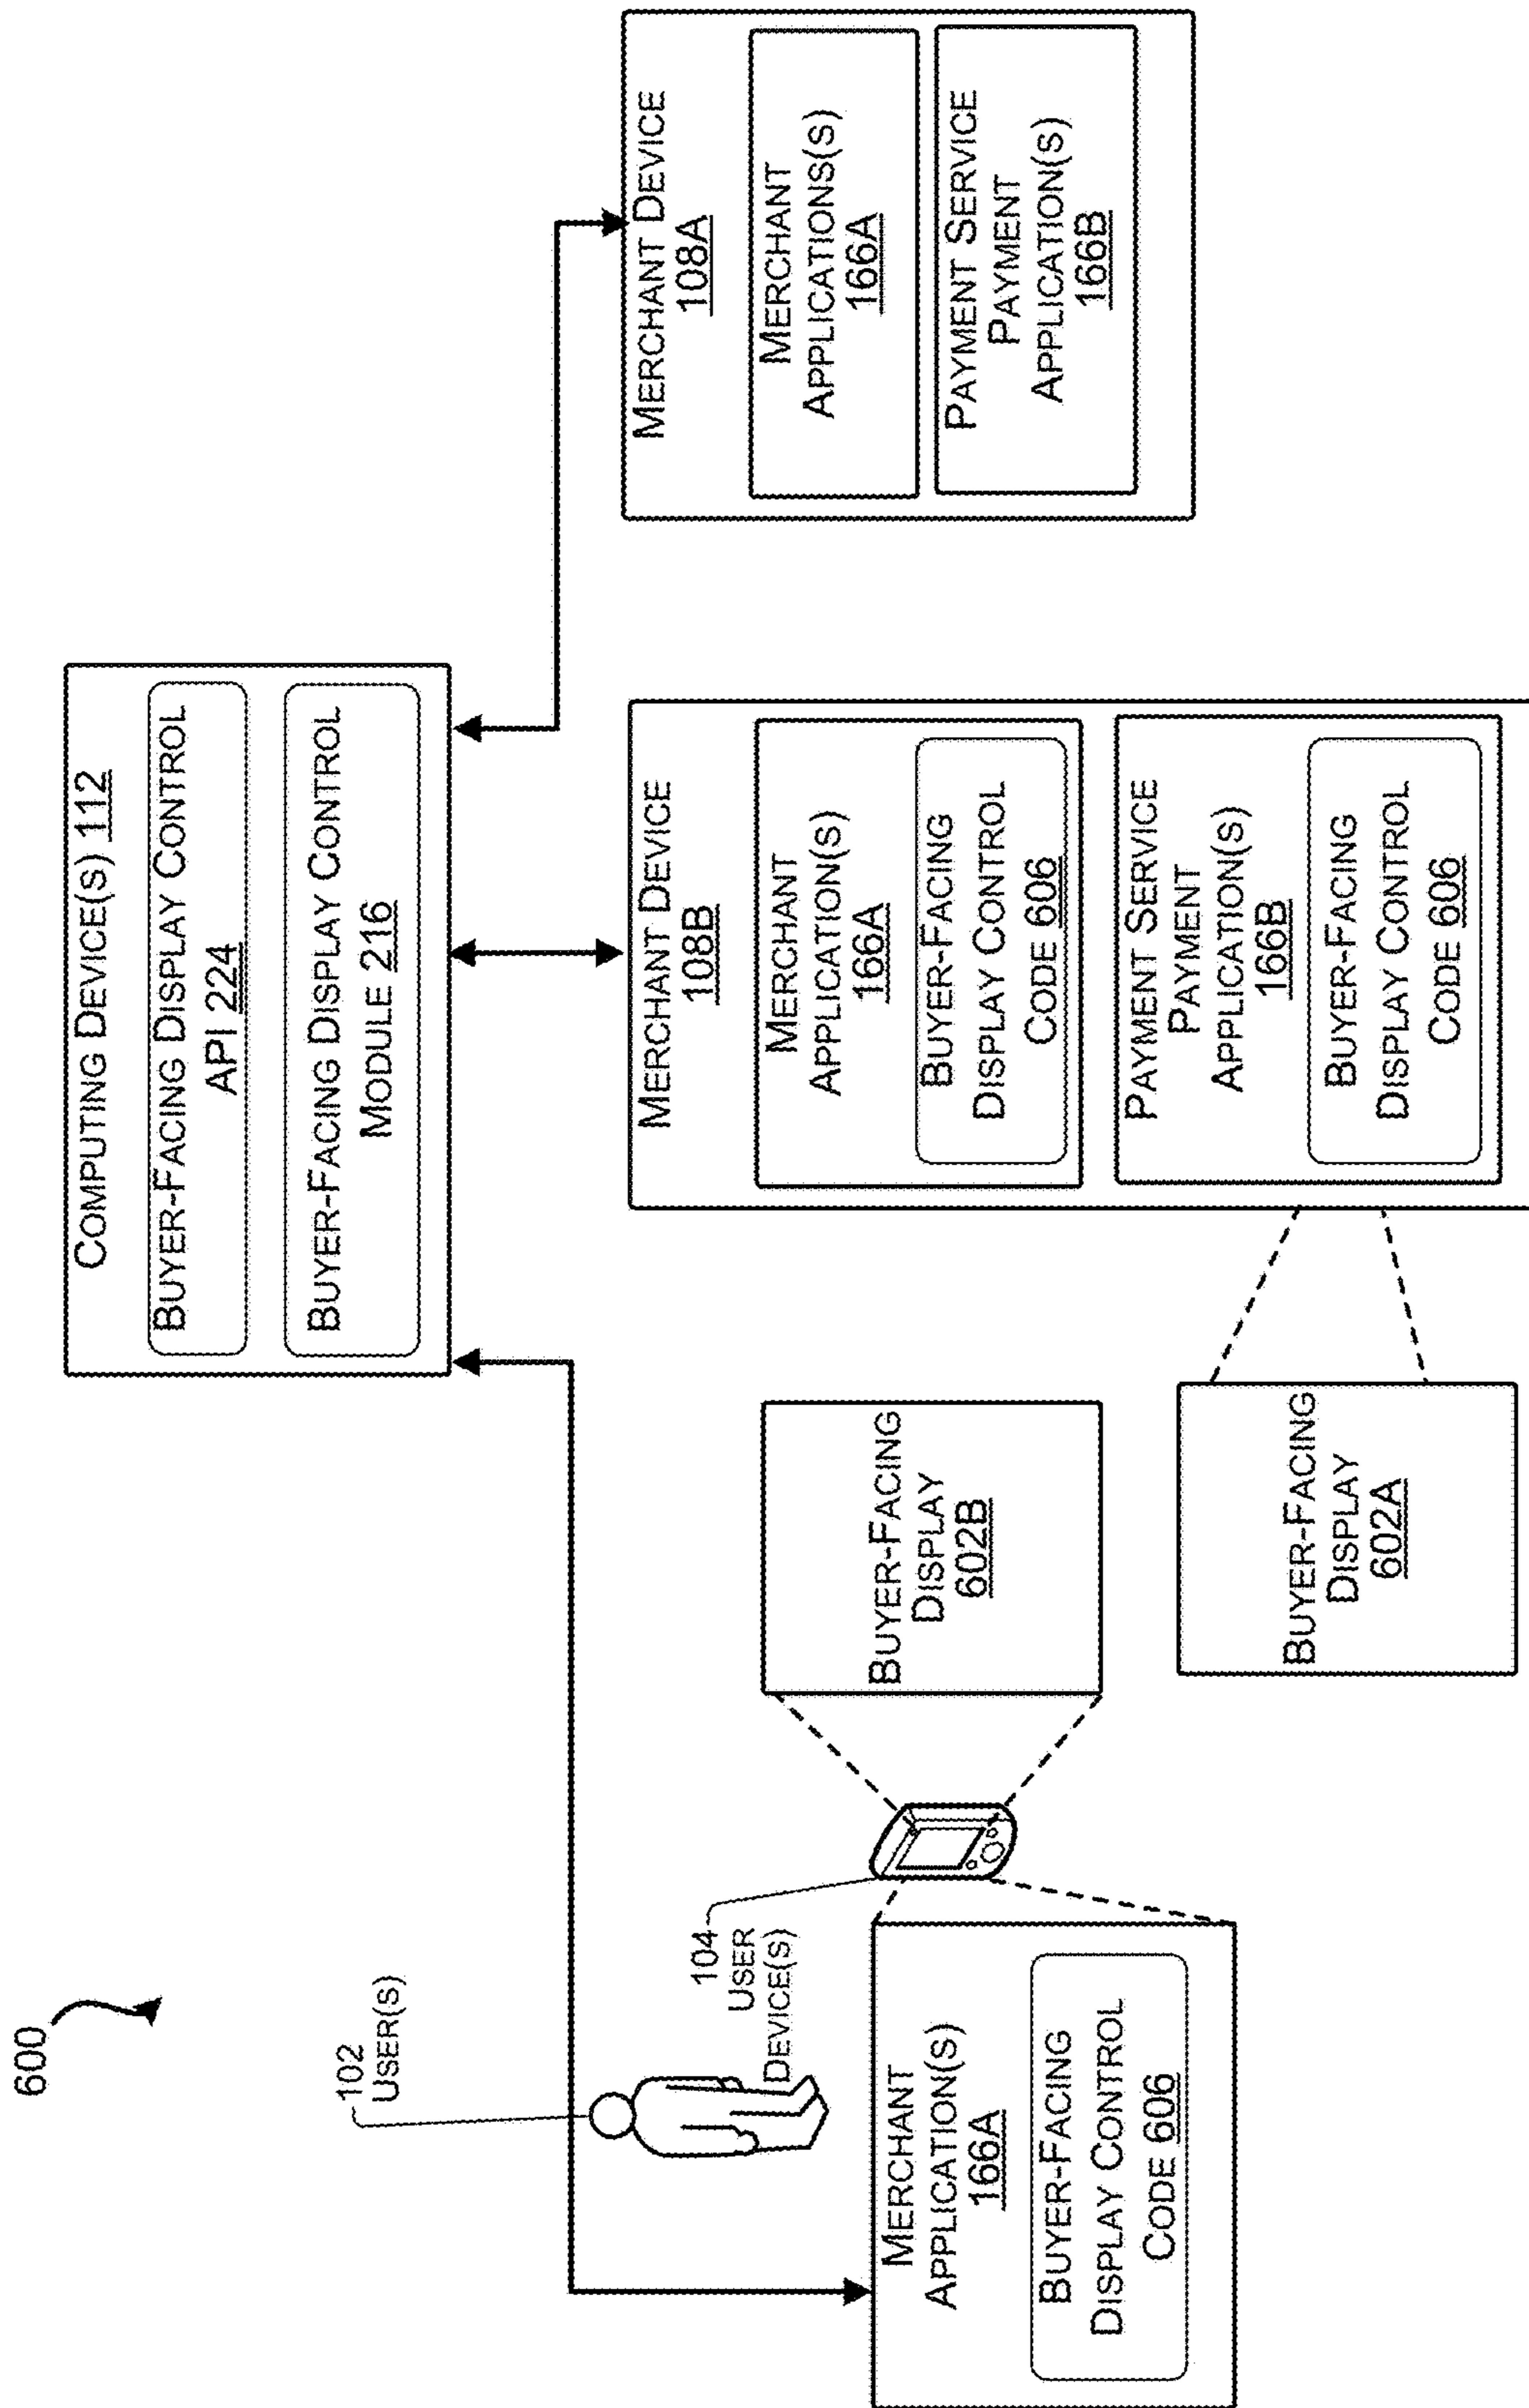 600
102
USER(S)
104
USER
DEVICE(S)
COMPUTING DEVICE(S) 112
BUYER-FACING DISPLAY CONTROL
API 224
BUYER-FACING DISPLAY CONTROL
MODULE 216
MERCHANT
APPLICATION(S)
166A
BUYER-FACING
DISPLAY CONTROL
CODE 606
BUYER-FACING
DISPLAY
602B
BUYER-FACING
DISPLAY
602A
MERCHANT DEVICE
108B
MERCHANT
APPLICATION(S)
166A
BUYER-FACING
DISPLAY CONTROL
CODE 606
PAYMENT SERVICE
PAYMENT
APPLICATION(S)
166B
BUYER-FACING
DISPLAY CONTROL
CODE 606
MERCHANT DEVICE
108A
MERCHANT
APPLICATIONS(S)
166A
PAYMENT SERVICE
PAYMENT
APPLICATION(S)
166B